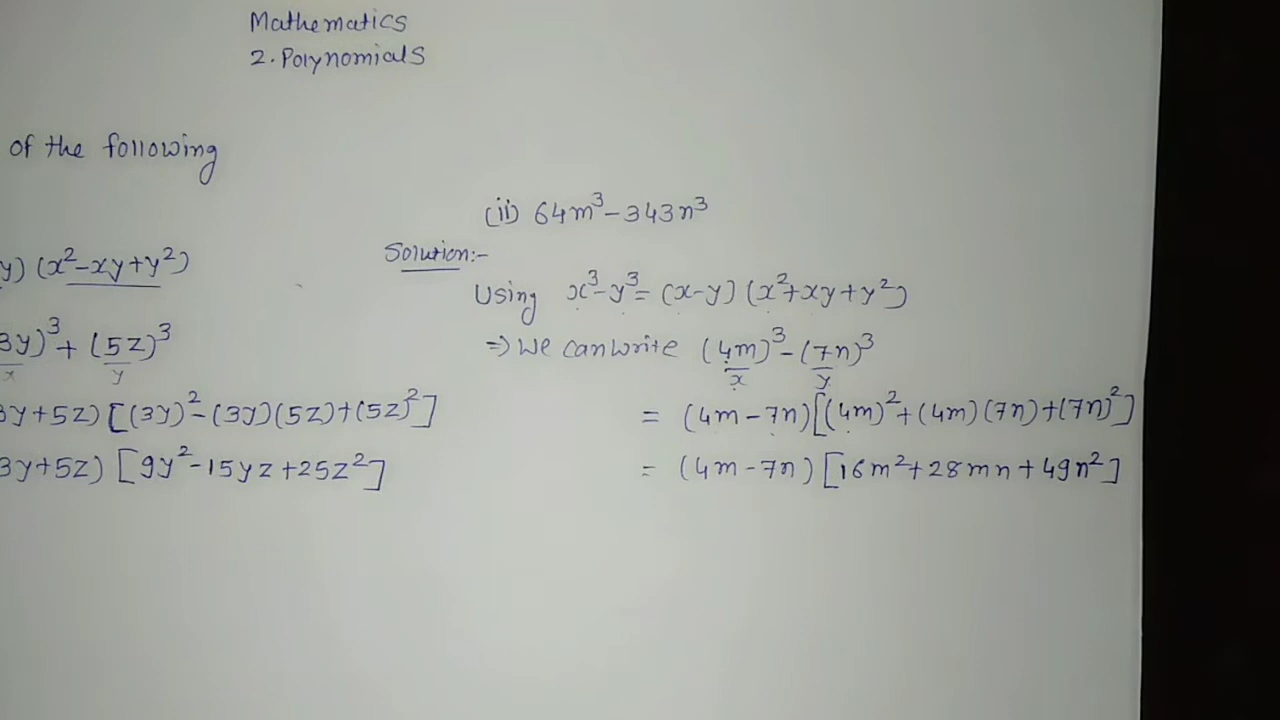 Mathematics
2. Polynomials
of the following
y) (x²-xy+y²)
3y)³ + (5z)³
x y
3y+5z) [(3y)²-(3y)(5z)+(5z)²]
3y+5z) [9y²-15yz+25z²]
(ii) 64m³-343n³
Solution:-
Using x³-y³= (x-y) (x²+xy+y²)
=> We can write (4m)³-(7n)³
x y
= (4m-7n)[(4m)²+(4m)(7n)+(7n)²]
= (4m-7n) [16m²+28mn+49n²]